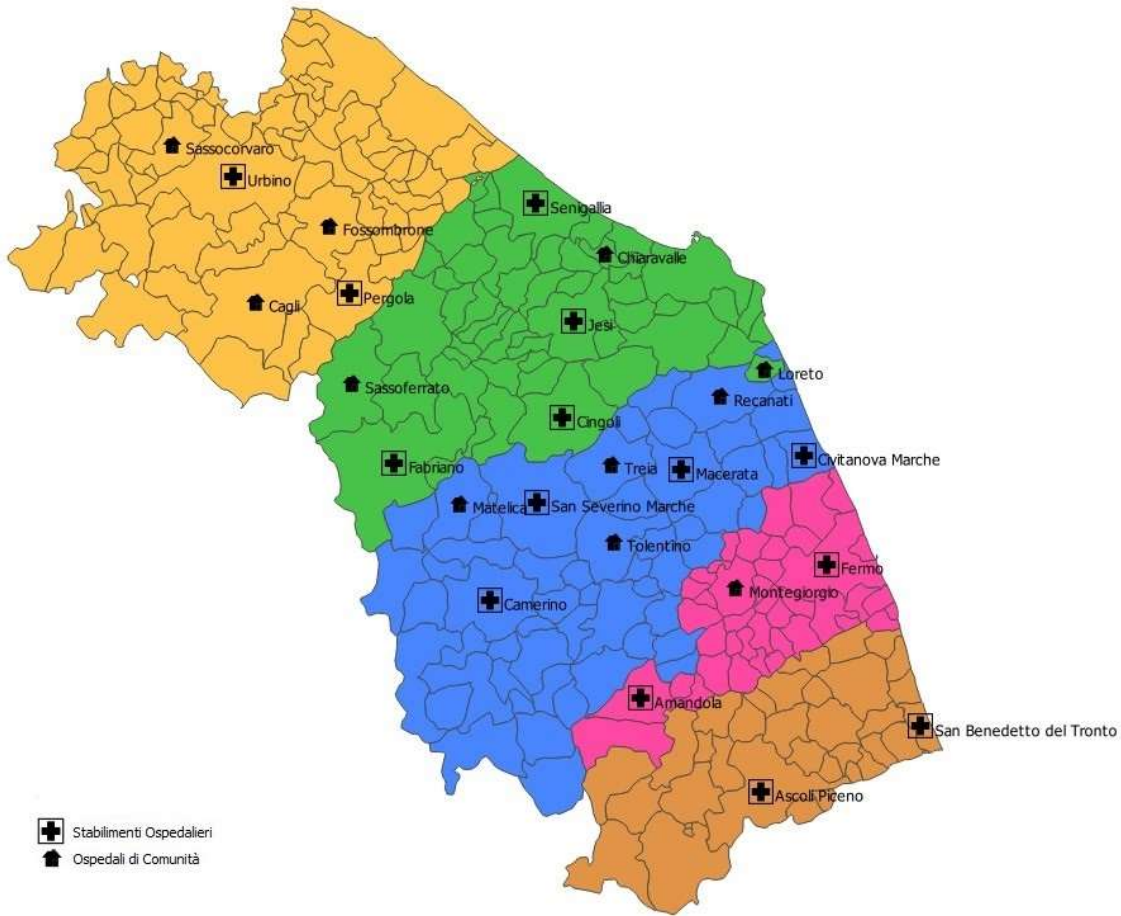 Sassocorvaro
Urbino
Senigallia
Fossombrone
Chiaravalle
Pergola
Cagli
Jesi
Loreto
Sassoferrato
Recanati
Cingoli
Civitanova Marche
Fabriano
Treia
Macerata
Matelica
San Severino Marche
Tolentino
Fermo
Montegiorgio
Camerino
Amandola
San Benedetto del Tronto
Ascoli Piceno
Stabilimenti Ospedalieri
Ospedali di Comunità